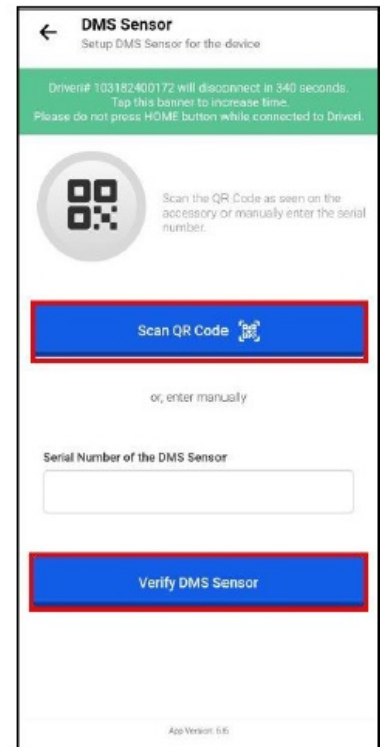 DMS Sensor
Setup DMS Sensor for the device
Driveri# 103182400172 will disconnect in 340 seconds.
Tap this banner to increase time.
Please do not press HOME button while connected to Driveri.
Scan the QR Code as seen on the
accessory or manually enter the serial
number.
Scan QR Code
or, enter manually
Serial Number of the DMS Sensor
Verify DMS Sensor
App Version: